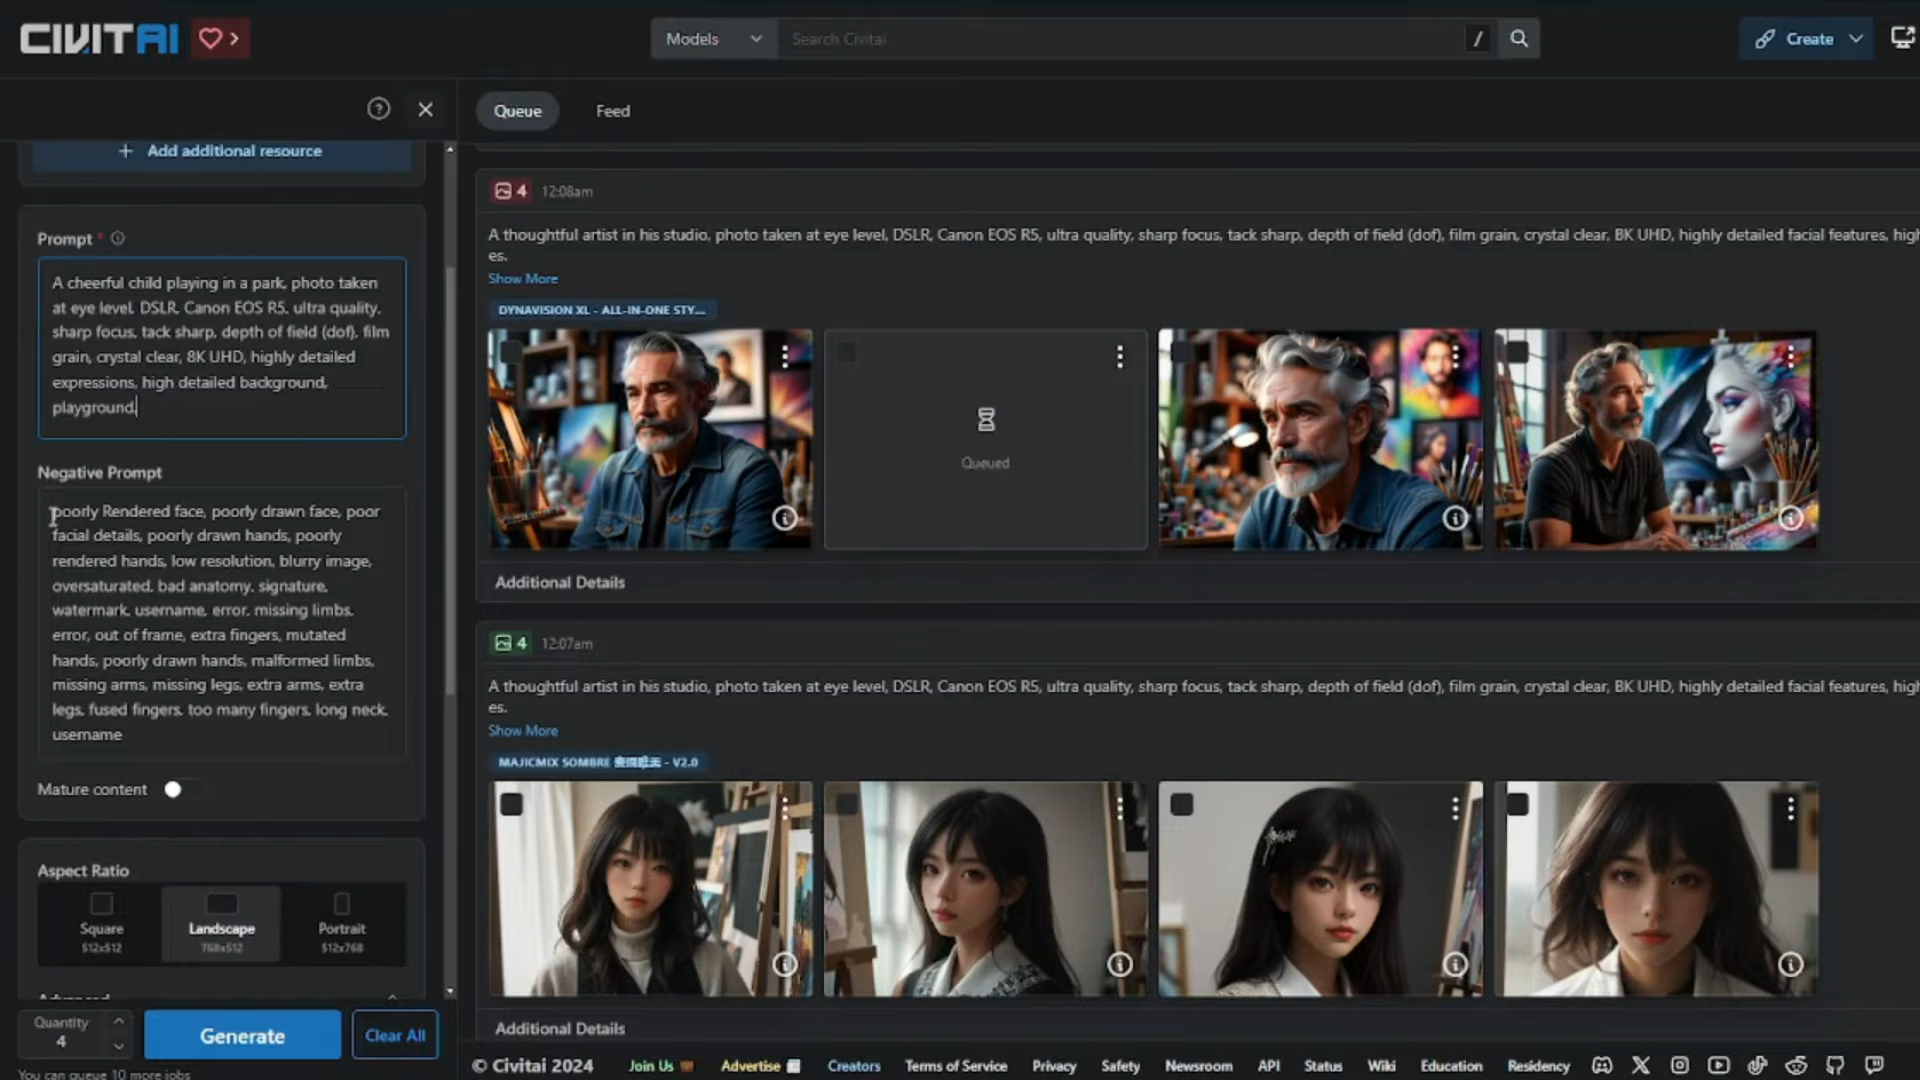 CIVITAI
Models
Search Civitai
/
Create
Queue
Feed
+ Add additional resource
Prompt *
A cheerful child playing in a park, photo taken
at eye level, DSLR, Canon EOS R5, ultra quality,
sharp focus, tack sharp, depth of field (dof), film
grain, crystal clear, 8K UHD, highly detailed
expressions, high detailed background,
playground,
Negative Prompt
poorly Rendered face, poorly drawn face, poor
facial details, poorly drawn hands, poorly
rendered hands, low resolution, blurry image,
oversaturated, bad anatomy, signature,
watermark, username, error, missing limbs,
error, out of frame, extra fingers, mutated
hands, poorly drawn hands, malformed limbs,
missing arms, missing legs, extra arms, extra
legs, fused fingers, too many fingers, long neck,
username
Mature content
Aspect Ratio
Square
Landscape
Portrait
512x512
768x512
512x768
Advanced
Quantity
4
Generate
Clear All
You can queue 10 more jobs
4 12:08am
A thoughtful artist in his studio, photo taken at eye level, DSLR, Canon EOS R5, ultra quality, sharp focus, tack sharp, depth of field (dof), film grain, crystal clear, 8K UHD, highly detailed facial features, high
es.
Show More
DYNAVISION XL - ALL-IN-ONE STY...
Queued
Additional Details
4 12:07am
A thoughtful artist in his studio, photo taken at eye level, DSLR, Canon EOS R5, ultra quality, sharp focus, tack sharp, depth of field (dof), film grain, crystal clear, 8K UHD, highly detailed facial features, high
es.
Show More
MAJICMIX SOMBRE - V2.0
Additional Details
© Civitai 2024
Join Us
Advertise
Creators
Terms of Service
Privacy
Safety
Newsroom
API
Status
Wiki
Education
Residency